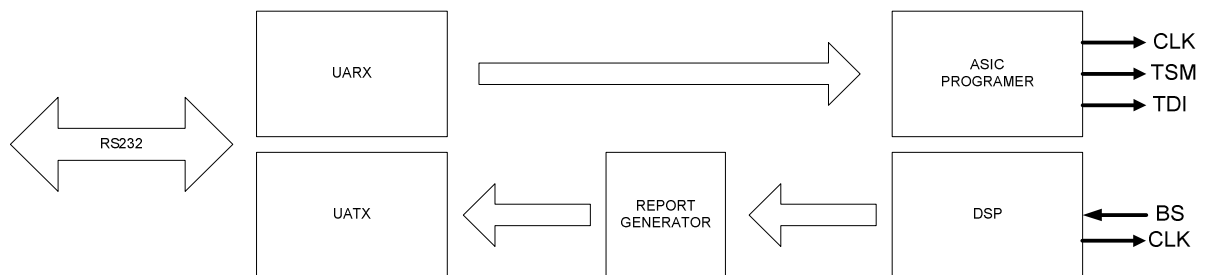 UARX
ASIC
PROGRAMER
CLK
TSM
TDI
RS232
UATX
REPORT
GENERATOR
DSP
BS
CLK